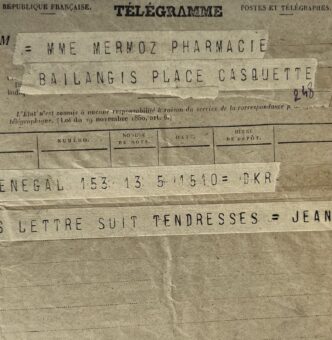 RÉPUBLIQUE FRANÇAISE. TÉLÉGRAMME POSTES ET TÉLÉGRAPHES.
M = MME MERMOZ PHARMACIE
BAILANGIS PLACE CASQUETTE
248
L'État n'est soumis à aucune responsabilité à raison du service de la correspondance
télégraphique. (Loi du 29 novembre 1850, art. 6.)
NUMÉRO. NOMBRE DE MOTS. DATE. HEURE DE DÉPÔT.
ENEGAL 153 13 5 1510 = DKR
S LETTRE SUIT TENDRESSES = JEAN